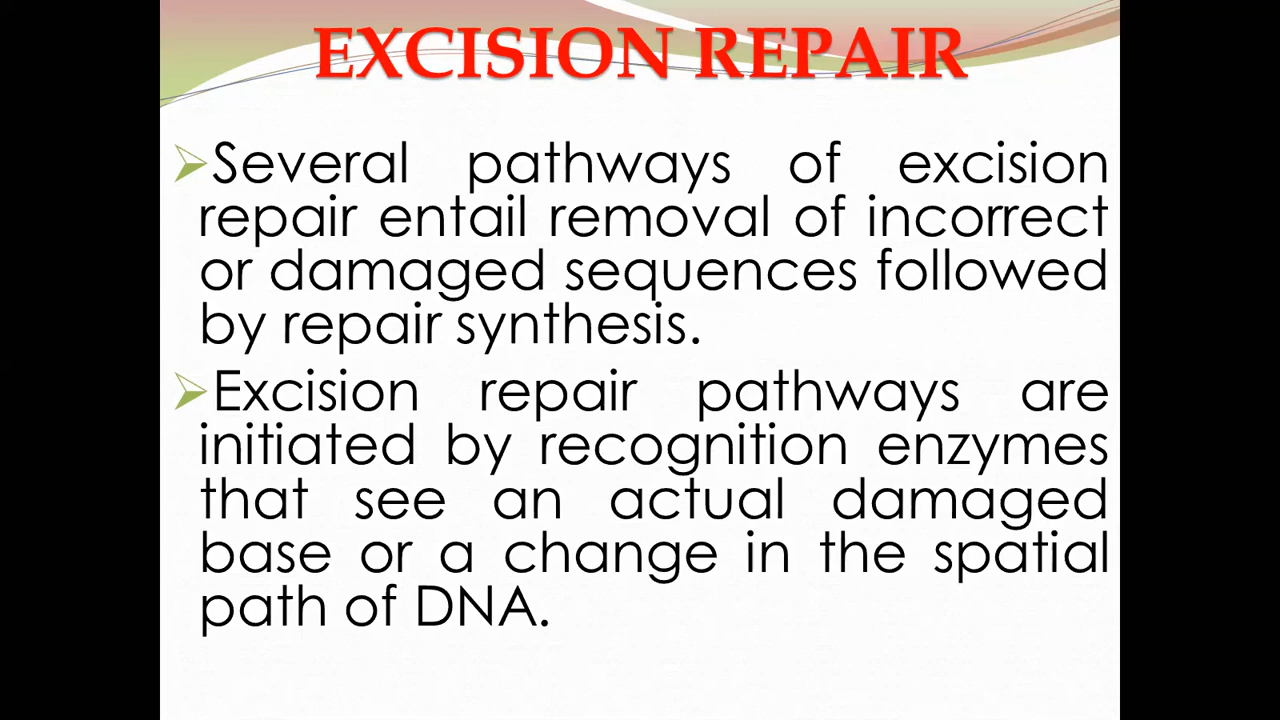 EXCISION REPAIR
Several pathways of excision
repair entail removal of incorrect
or damaged sequences followed
by repair synthesis.
Excision repair pathways are
initiated by recognition enzymes
that see an actual damaged
base or a change in the spatial
path of DNA.